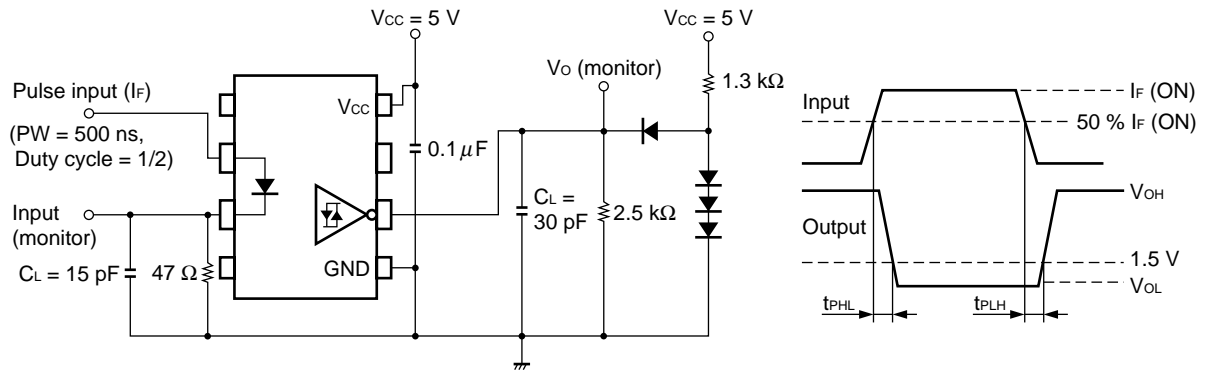 VCC = 5 V
VCC = 5 V
VO (monitor)
1.3 kΩ
Pulse input (IF)
(PW = 500 ns,
Duty cycle = 1/2)
VCC
0.1 μF
CL =
30 pF
2.5 kΩ
Input
(monitor)
CL = 15 pF
47 Ω
GND
Input
IF (ON)
50 % IF (ON)
VOH
Output
1.5 V
VOL
tPHL
tPLH